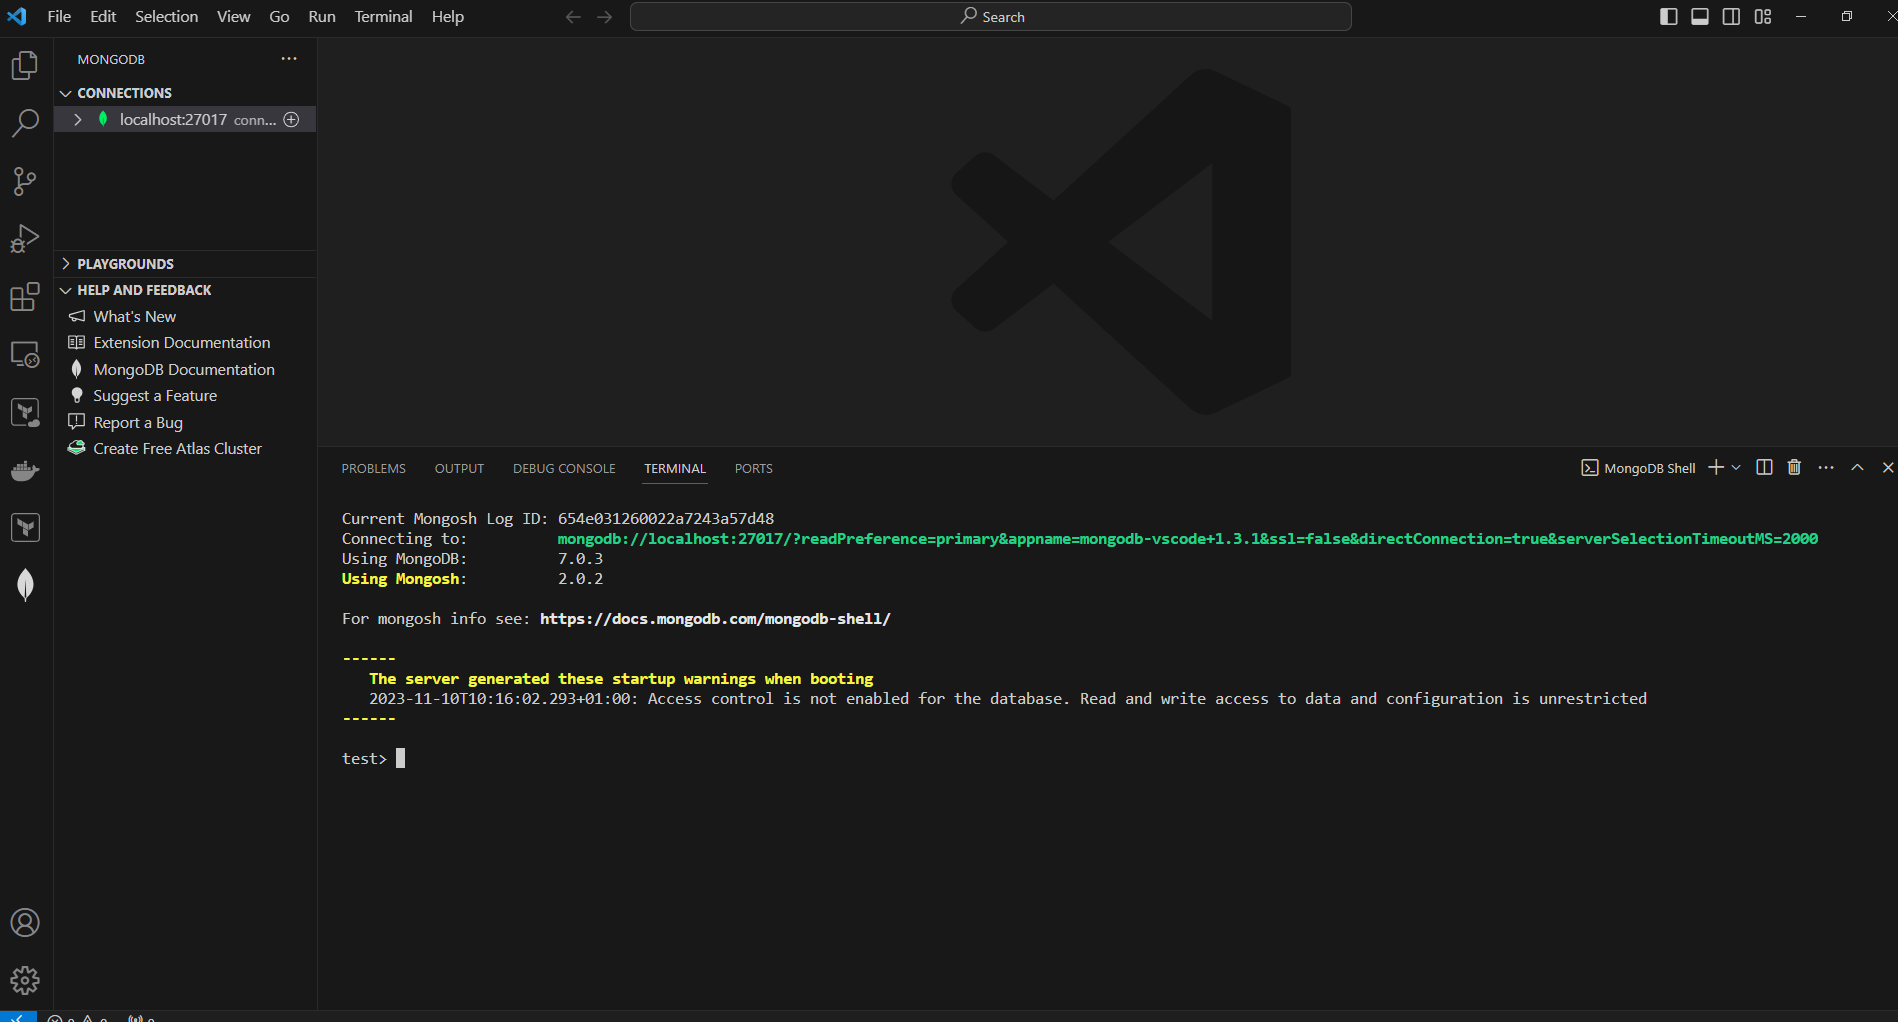 File Edit Selection View Go Run Terminal Help
Search
MONGODB
CONNECTIONS
localhost:27017 conn...
PLAYGROUNDS
HELP AND FEEDBACK
What's New
Extension Documentation
MongoDB Documentation
Suggest a Feature
Report a Bug
Create Free Atlas Cluster
PROBLEMS OUTPUT DEBUG CONSOLE TERMINAL PORTS
MongoDB Shell
Current Mongosh Log ID: 654e031260022a7243a57d48
Connecting to: mongodb://localhost:27017/?readPreference=primary&appname=mongodb-vscode+1.3.1&ssl=false&directConnection=true&serverSelectionTimeoutMS=2000
Using MongoDB: 7.0.3
Using Mongosh: 2.0.2
For mongosh info see: https://docs.mongodb.com/mongodb-shell/
------
The server generated these startup warnings when booting
2023-11-10T10:16:02.293+01:00: Access control is not enabled for the database. Read and write access to data and configuration is unrestricted
------
test>